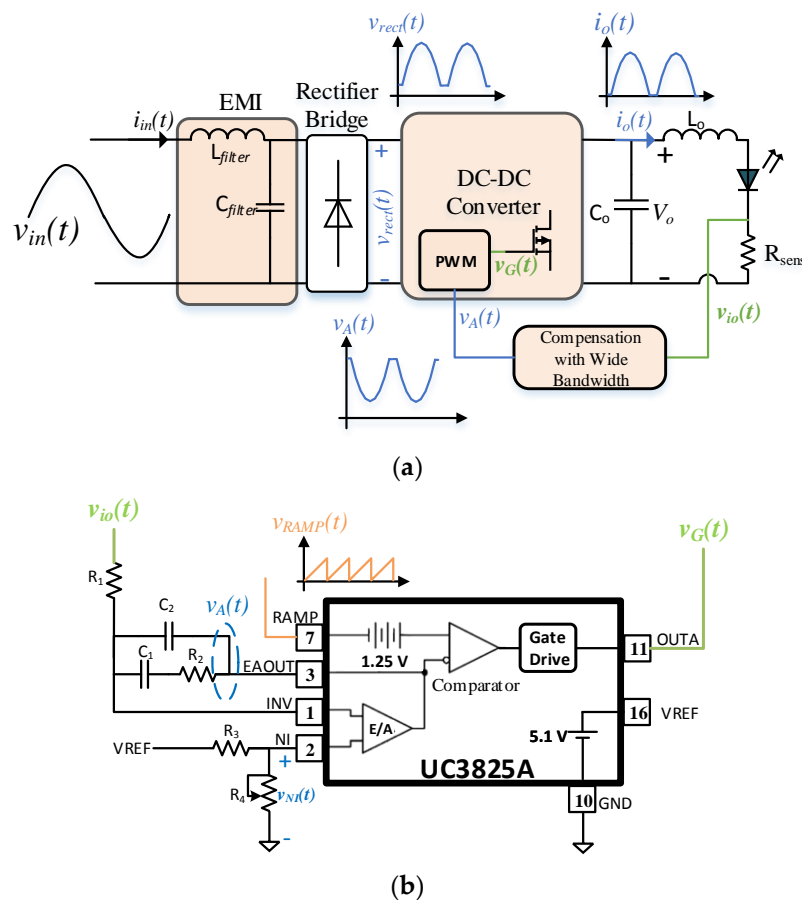 v_rect(t)
i_o(t)
EMI
Rectifier
Bridge
i_in(t)
L_filter
C_filter
v_in(t)
+
v_rect(t)
-
DC-DC
Converter
PWM
v_G(t)
v_A(t)
i_o(t)
L_o
+
C_o
V_o
-
R_sens
v_io(t)
v_A(t)
Compensation
with Wide
Bandwidth
(a)
v_io(t)
v_RAMP(t)
v_G(t)
R_1
C_2
v_A(t)
C_1
R_2
RAMP
7
1.25 V
Comparator
Gate
Drive
11
OUTA
EAOUT
3
INV
1
E/A
NI
2
VREF
R_3
+
R_4
v_NI(t)
-
5.1 V
16
VREF
UC3825A
10
GND
(b)